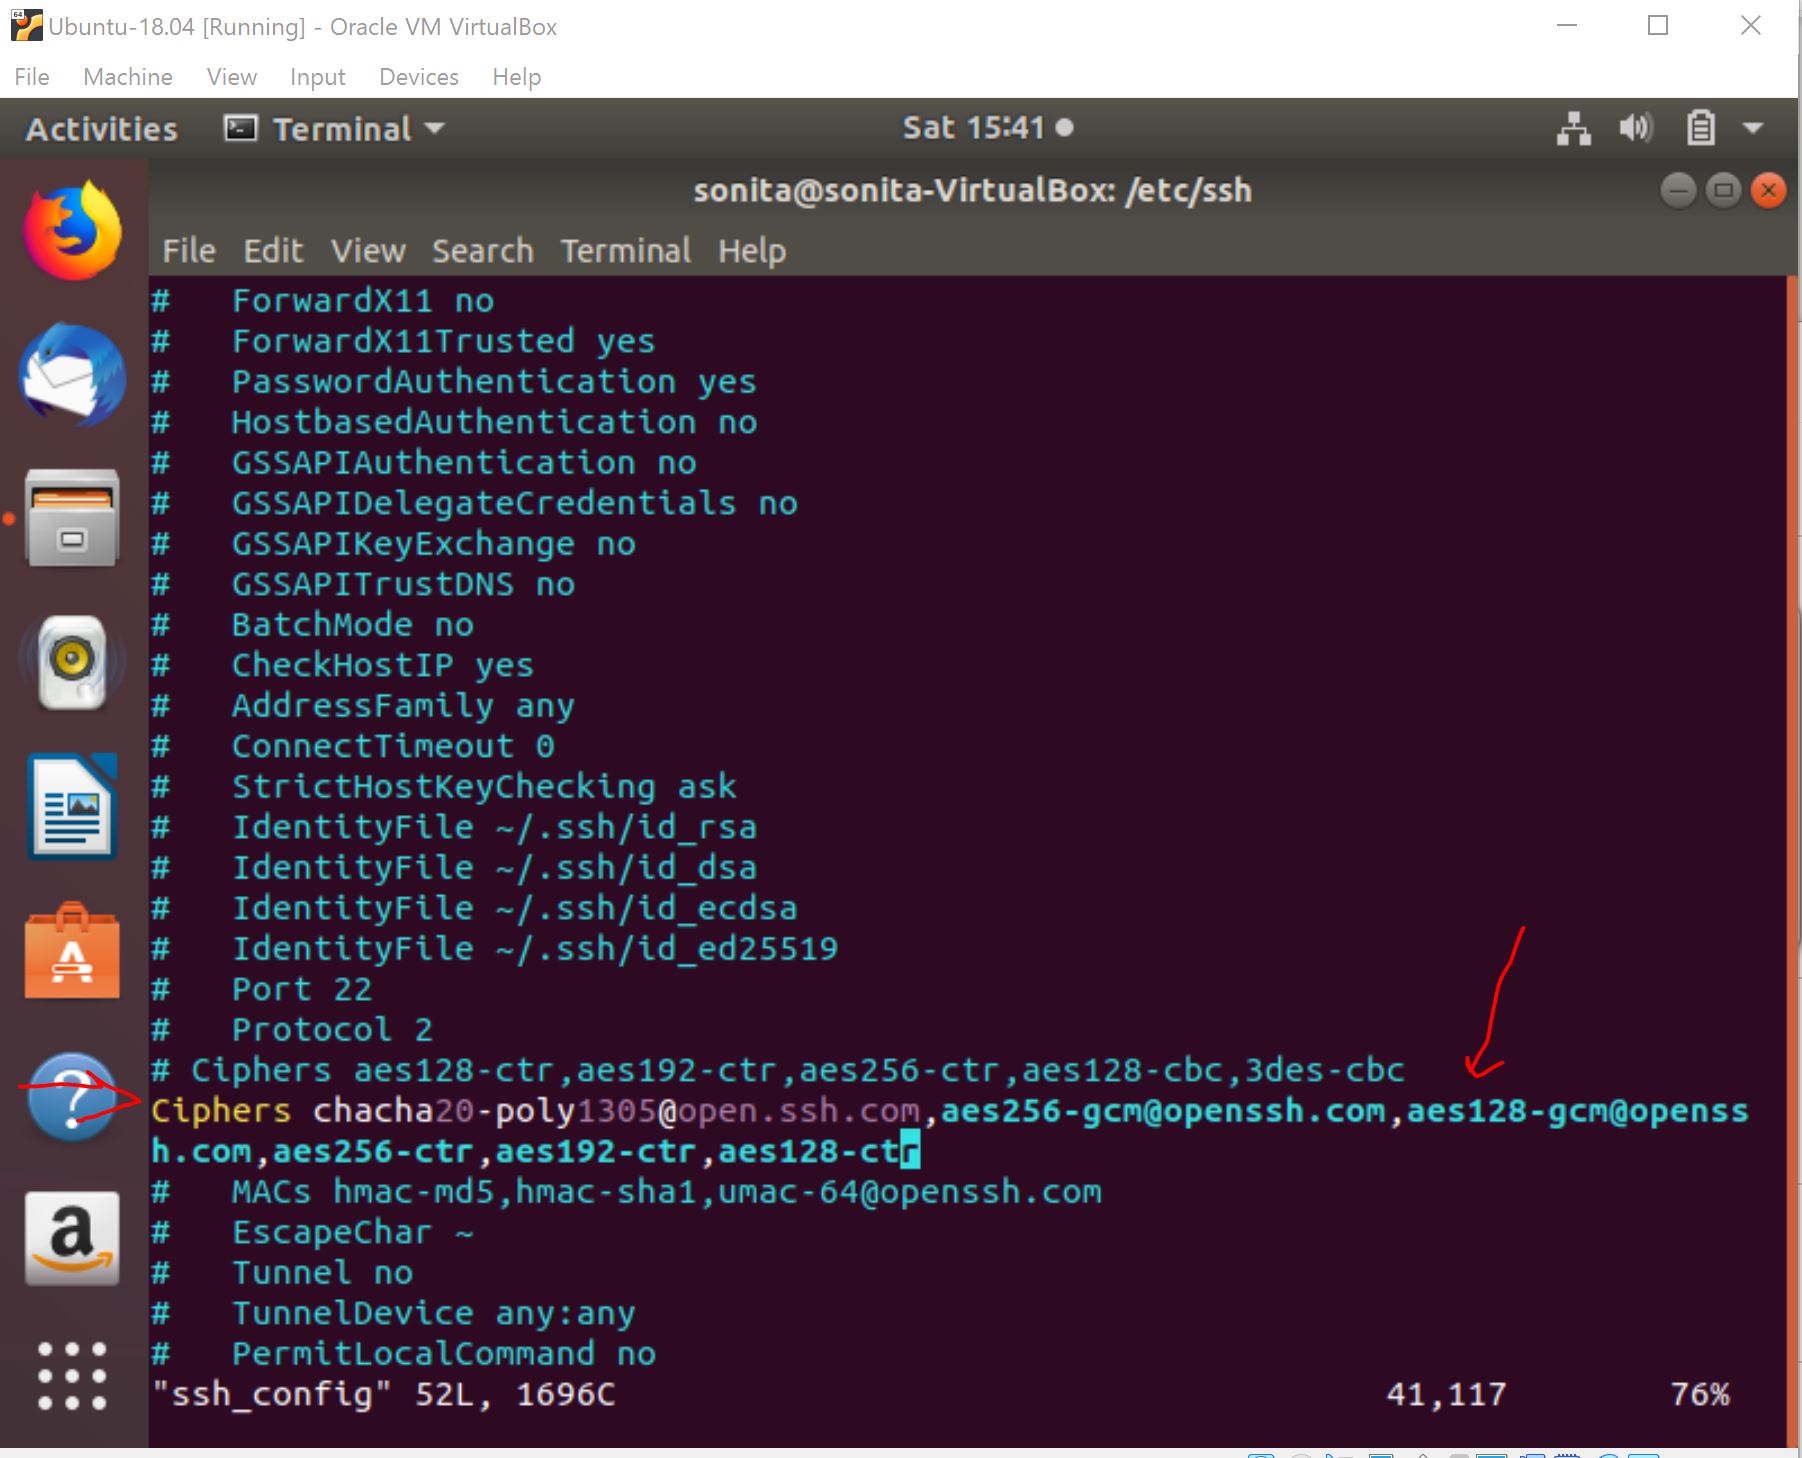 64
Ubuntu-18.04 [Running] - Oracle VM VirtualBox
File Machine View Input Devices Help
Activities Terminal Sat 15:41
sonita@sonita-VirtualBox: /etc/ssh
File Edit View Search Terminal Help
#   ForwardX11 no
#   ForwardX11Trusted yes
#   PasswordAuthentication yes
#   HostbasedAuthentication no
#   GSSAPIAuthentication no
#   GSSAPIDelegateCredentials no
#   GSSAPIKeyExchange no
#   GSSAPITrustDNS no
#   BatchMode no
#   CheckHostIP yes
#   AddressFamily any
#   ConnectTimeout 0
#   StrictHostKeyChecking ask
#   IdentityFile ~/.ssh/id_rsa
#   IdentityFile ~/.ssh/id_dsa
#   IdentityFile ~/.ssh/id_ecdsa
#   IdentityFile ~/.ssh/id_ed25519
#   Port 22
#   Protocol 2
# Ciphers aes128-ctr,aes192-ctr,aes256-ctr,aes128-cbc,3des-cbc
Ciphers chacha20-poly1305@open.ssh.com,aes256-gcm@openssh.com,aes128-gcm@openss
h.com,aes256-ctr,aes192-ctr,aes128-ctr
#   MACs hmac-md5,hmac-sha1,umac-64@openssh.com
#   EscapeChar ~
#   Tunnel no
#   TunnelDevice any:any
#   PermitLocalCommand no
"ssh_config" 52L, 1696C 41,117 76%